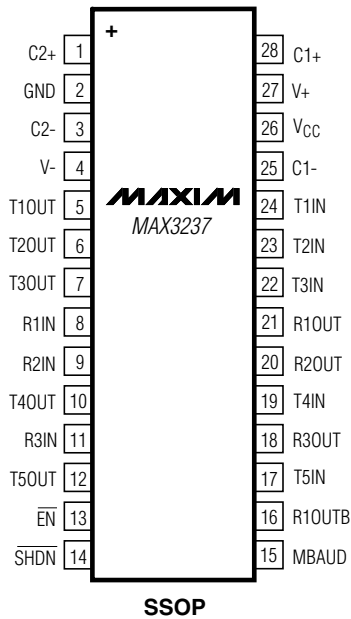 +
C2+ 1 28 C1+
GND 2 27 V+
C2- 3 26 VCC
V- 4 25 C1-
MAXIM
T1OUT 5 24 T1IN
MAX3237
T2OUT 6 23 T2IN
T3OUT 7 22 T3IN
R1IN 8 21 R1OUT
R2IN 9 20 R2OUT
T4OUT 10 19 T4IN
R3IN 11 18 R3OUT
T5OUT 12 17 T5IN
E̅N̅ 13 16 R1OUTB
S̅H̅D̅N̅ 14 15 MBAUD
SSOP